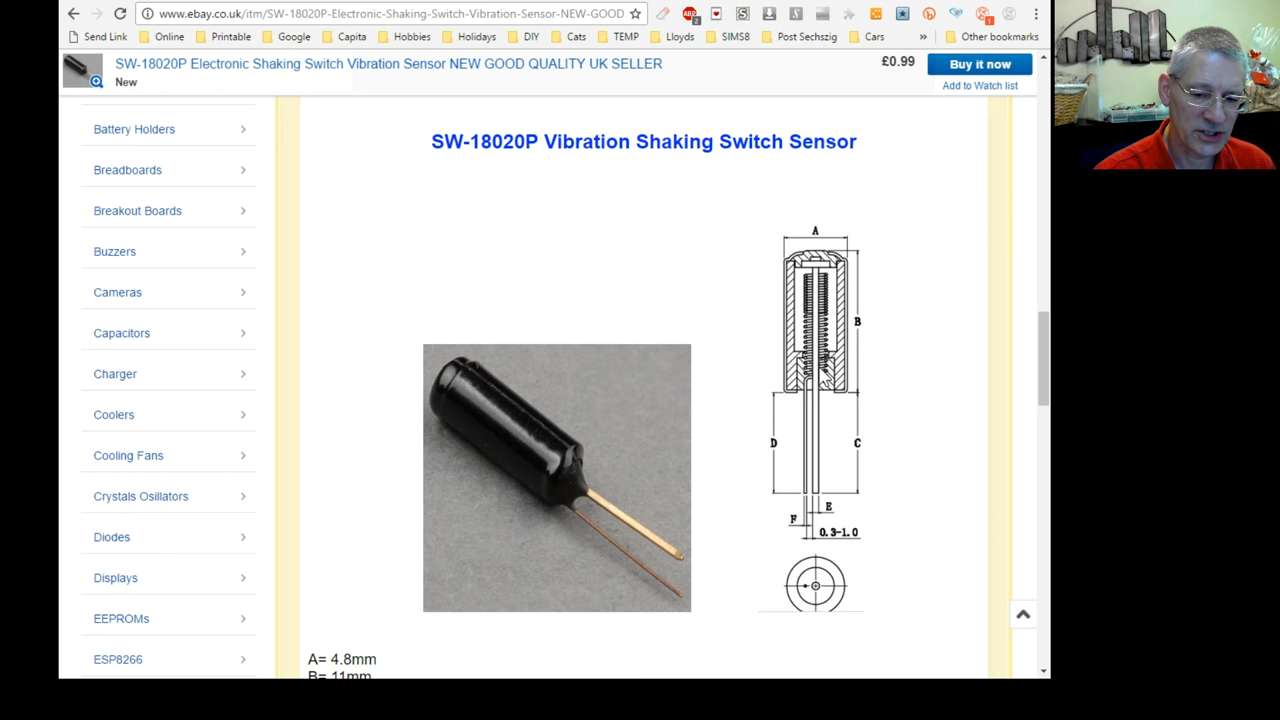 www.ebay.co.uk/itm/SW-18020P-Electronic-Shaking-Switch-Vibration-Sensor-NEW-GOOD
ABP
2
S
1
Send Link Online Printable Google Capita Hobbies Holidays DIY Cats TEMP Lloyds SIMS8 Post Sechszig Cars » Other bookmarks
SW-18020P Electronic Shaking Switch Vibration Sensor NEW GOOD QUALITY UK SELLER
New
£0.99
Buy it now
Add to Watch list
Battery Holders
Breadboards
Breakout Boards
Buzzers
Cameras
Capacitors
Charger
Coolers
Cooling Fans
Crystals Osillators
Diodes
Displays
EEPROMs
ESP8266
SW-18020P Vibration Shaking Switch Sensor
A
B
D
C
E
F
0.3-1.0
A= 4.8mm
B= 11mm